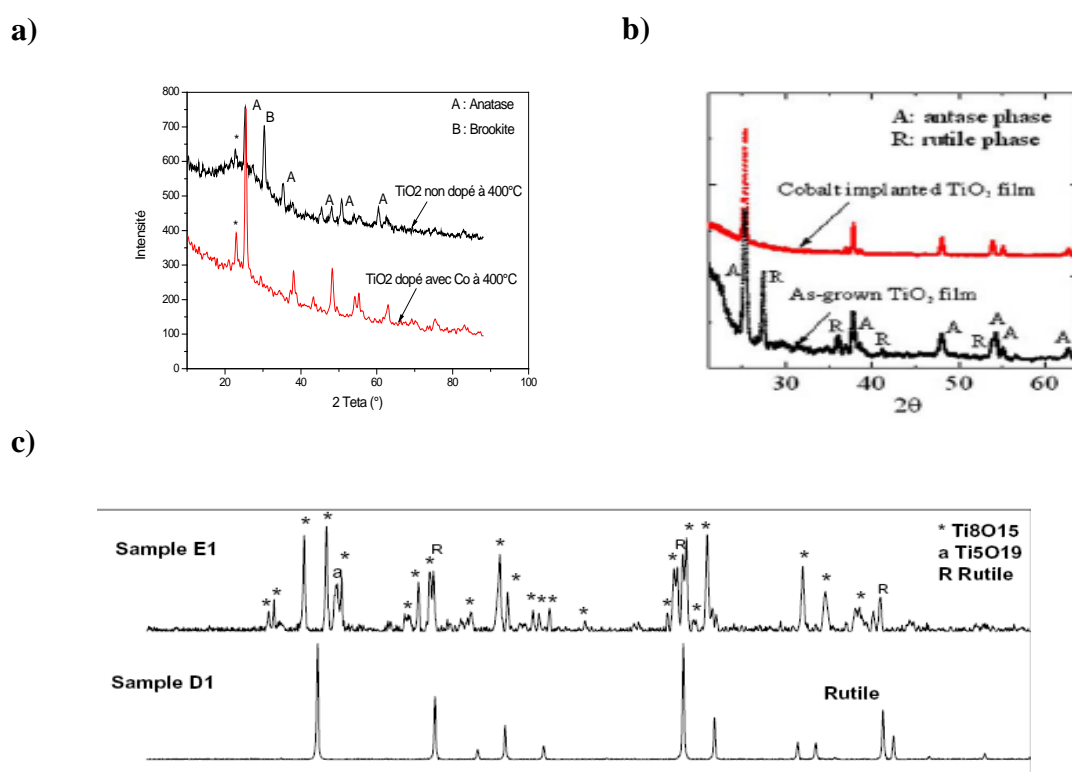 a)
b)
800
700
600
500
400
300
200
100
0
Intensité
A
B
A : Anatase
B : Brookite
*
A
A
A
A
TiO2 non dopé à 400°C
*
TiO2 dopé avec Co à 400°C
20
40
60
80
100
2 Teta (°)
A: antase phase
R: rutile phase
Cobalt implanted TiO2 film
A
R
As-grown TiO2 film
R
A
R
A
R
A
A
A
30
40
50
60
2θ
c)
Sample E1
* Ti8O15
a Ti5O19
R Rutile
* * * * a * * * * R * * * * ** * * * R * * * * * * R
Sample D1
Rutile